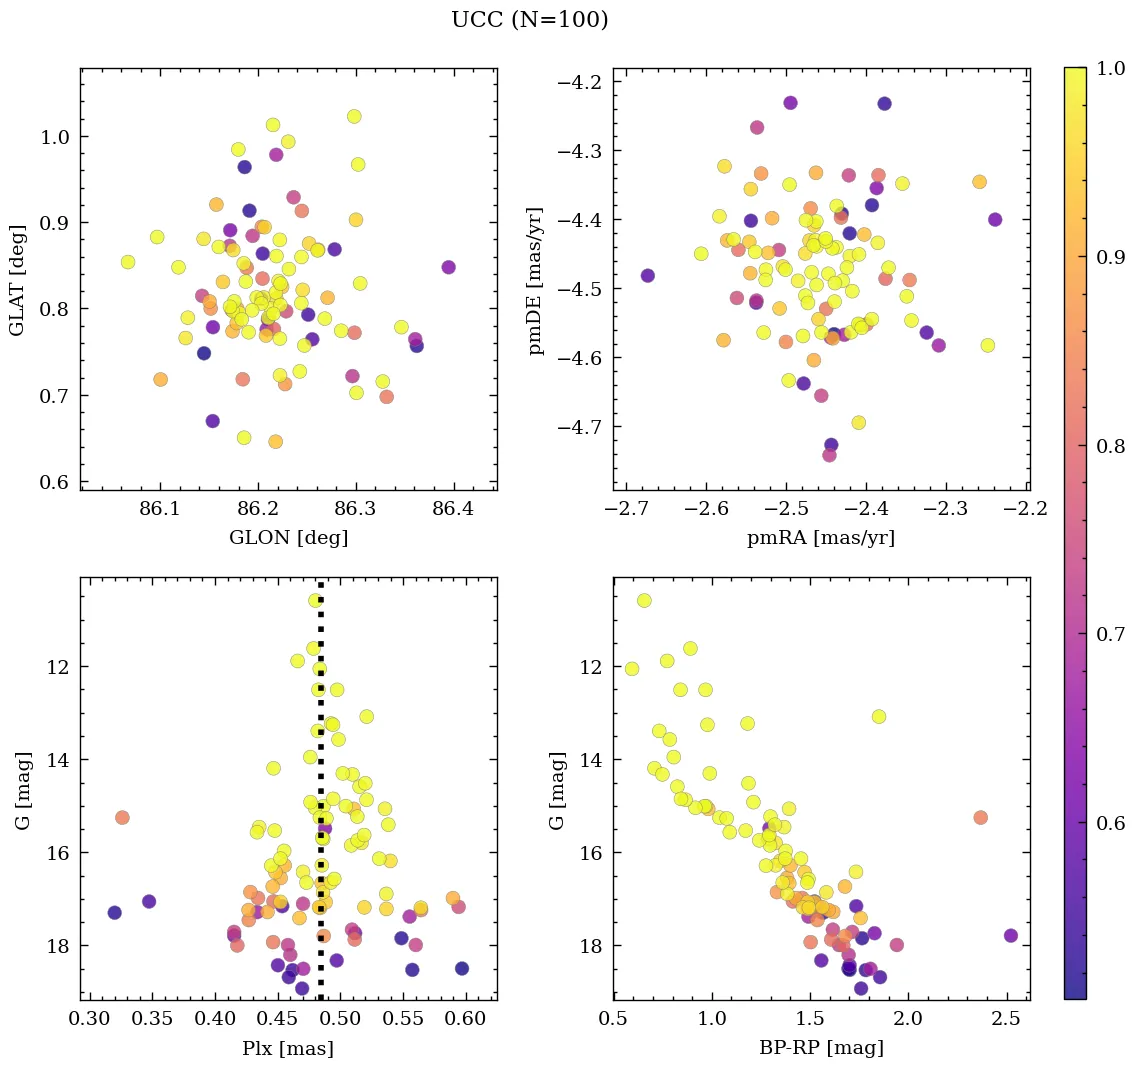 UCC (N=100)
1.0
0.9
0.8
0.7
0.6
GLAT [deg]
86.1 86.2 86.3 86.4
GLON [deg]
−4.2
−4.3
−4.4
−4.5
−4.6
−4.7
pmDE [mas/yr]
−2.7 −2.6 −2.5 −2.4 −2.3 −2.2
pmRA [mas/yr]
12
14
16
18
G [mag]
0.30 0.35 0.40 0.45 0.50 0.55 0.60
Plx [mas]
12
14
16
18
G [mag]
0.5 1.0 1.5 2.0 2.5
BP-RP [mag]
1.0
0.9
0.8
0.7
0.6